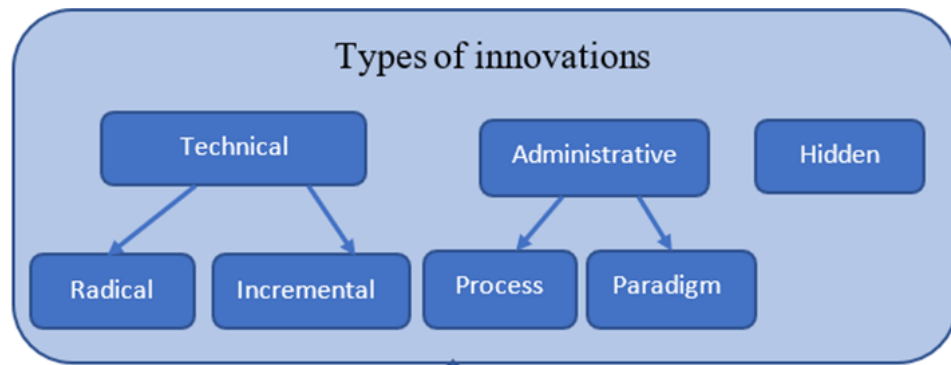 Types of innovations
Technical
Administrative
Hidden
Radical
Incremental
Process
Paradigm